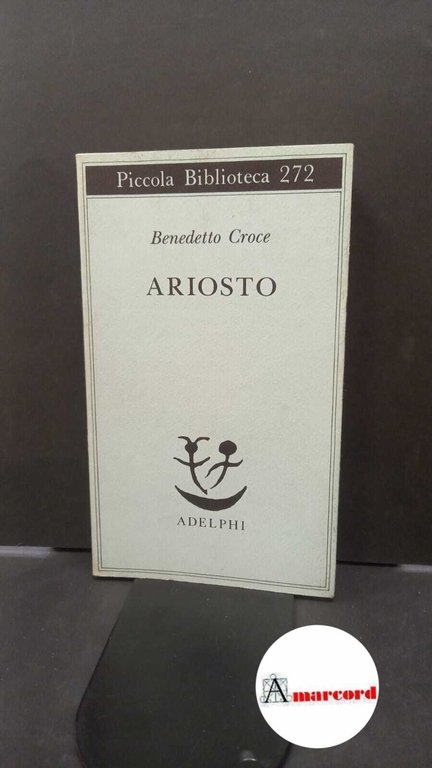 Piccola Biblioteca 272
Benedetto Croce
ARIOSTO
ADELPHI
Amarcord